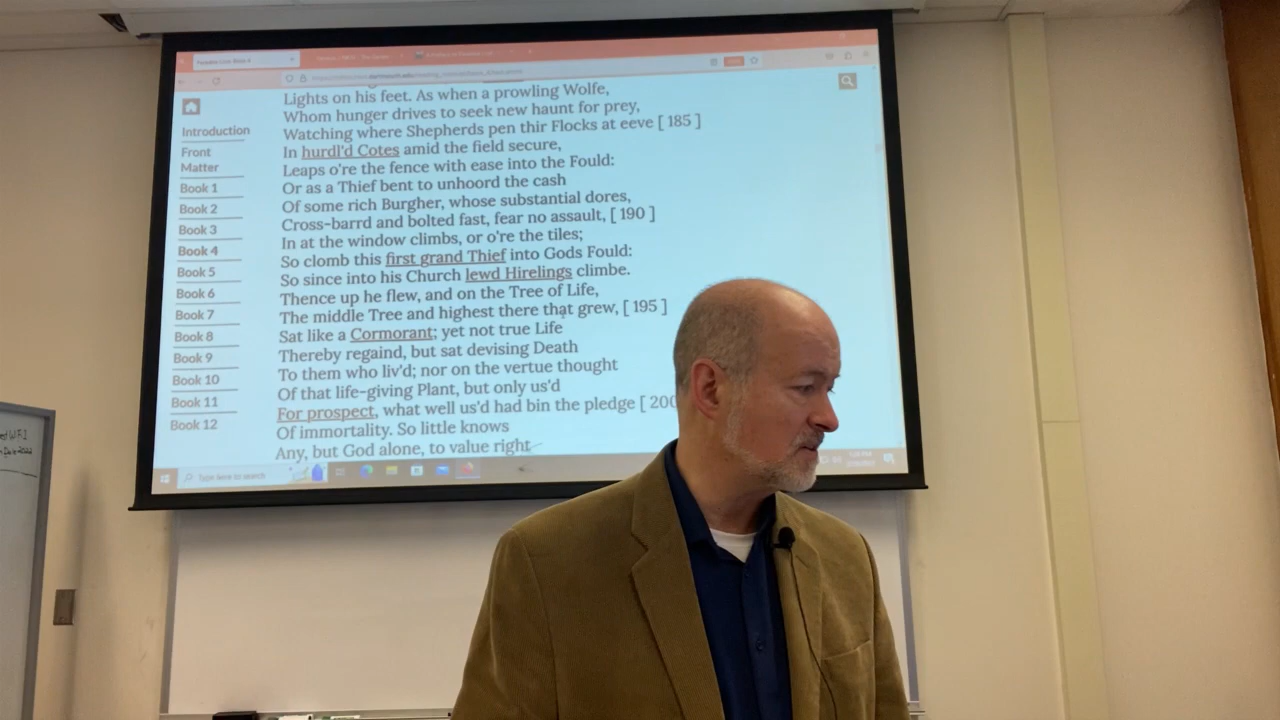 Paradise Lost: Book 4
Lights on his feet. As when a prowling Wolfe,
Whom hunger drives to seek new haunt for prey,
Watching where Shepherds pen thir Flocks at eeve [ 185 ]
In hurdl'd Cotes amid the field secure,
Leaps o're the fence with ease into the Fould:
Or as a Thief bent to unhoord the cash
Of some rich Burgher, whose substantial dores,
Cross-barrd and bolted fast, fear no assault, [ 190 ]
In at the window climbs, or o're the tiles;
So clomb this first grand Thief into Gods Fould:
So since into his Church lewd Hirelings climbe.
Thence up he flew, and on the Tree of Life,
The middle Tree and highest there that grew, [ 195 ]
Sat like a Cormorant; yet not true Life
Thereby regaind, but sat devising Death
To them who liv'd; nor on the vertue thought
Of that life-giving Plant, but only us'd
For prospect, what well us'd had bin the pledge [ 200
Of immortality. So little knows
Any, but God alone, to value right
Introduction
Front
Matter
Book 1
Book 2
Book 3
Book 4
Book 5
Book 6
Book 7
Book 8
Book 9
Book 10
Book 11
Book 12
Type here to search